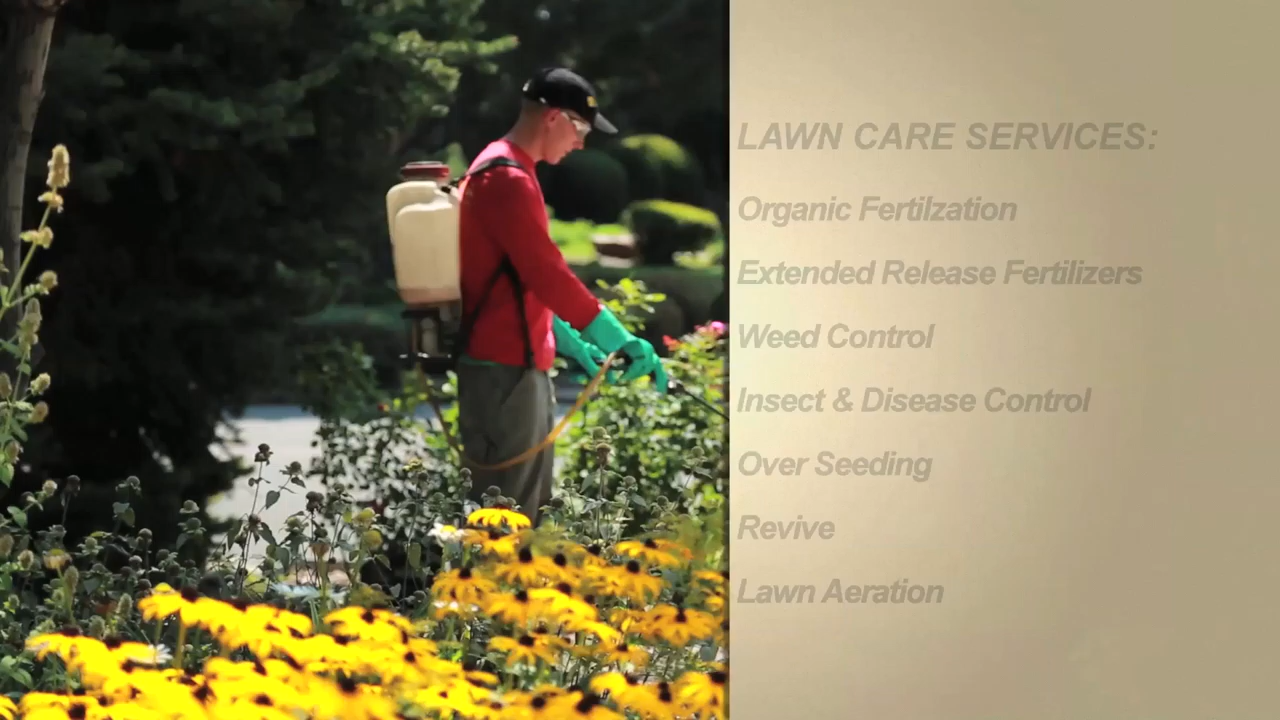 LAWN CARE SERVICES:
Organic Fertilzation
Extended Release Fertilizers
Weed Control
Insect & Disease Control
Over Seeding
Revive
Lawn Aeration